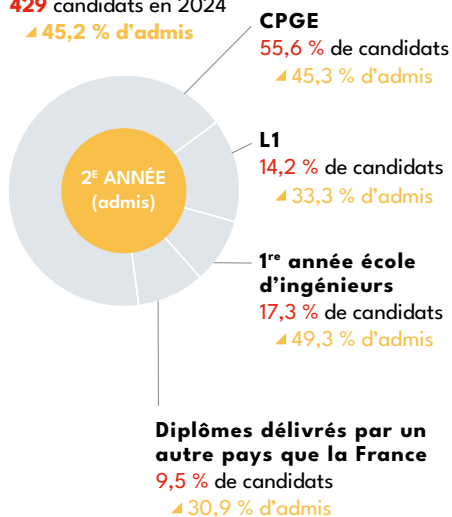 429 candidats en 2024
45,2 % d’admis
CPGE
55,6 % de candidats
45,3 % d’admis
L1
14,2 % de candidats
33,3 % d’admis
2E ANNÉE
(admis)
1re année école
d’ingénieurs
17,3 % de candidats
49,3 % d’admis
Diplômes délivrés par un
autre pays que la France
9,5 % de candidats
30,9 % d’admis